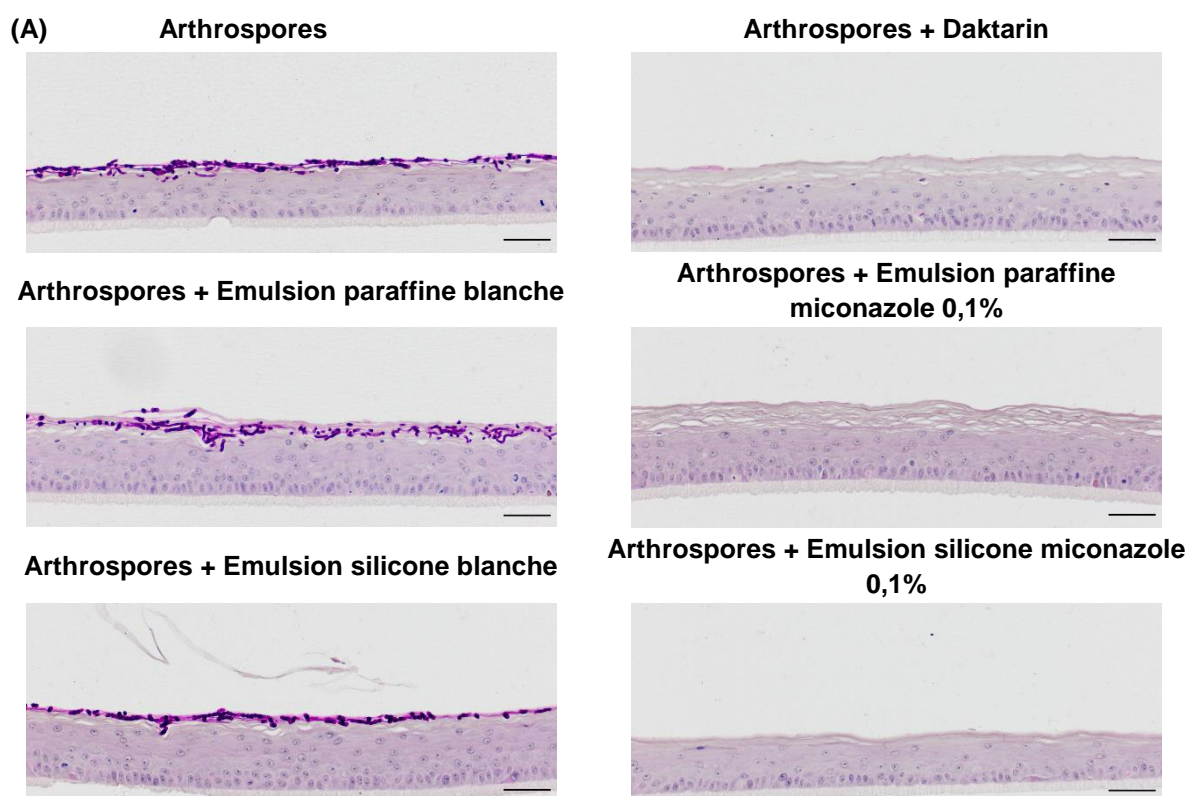 (A)
Arthrospores
Arthrospores + Daktarin
Arthrospores + Emulsion paraffine blanche
Arthrospores + Emulsion paraffine
miconazole 0,1%
Arthrospores + Emulsion silicone blanche
Arthrospores + Emulsion silicone miconazole
0,1%